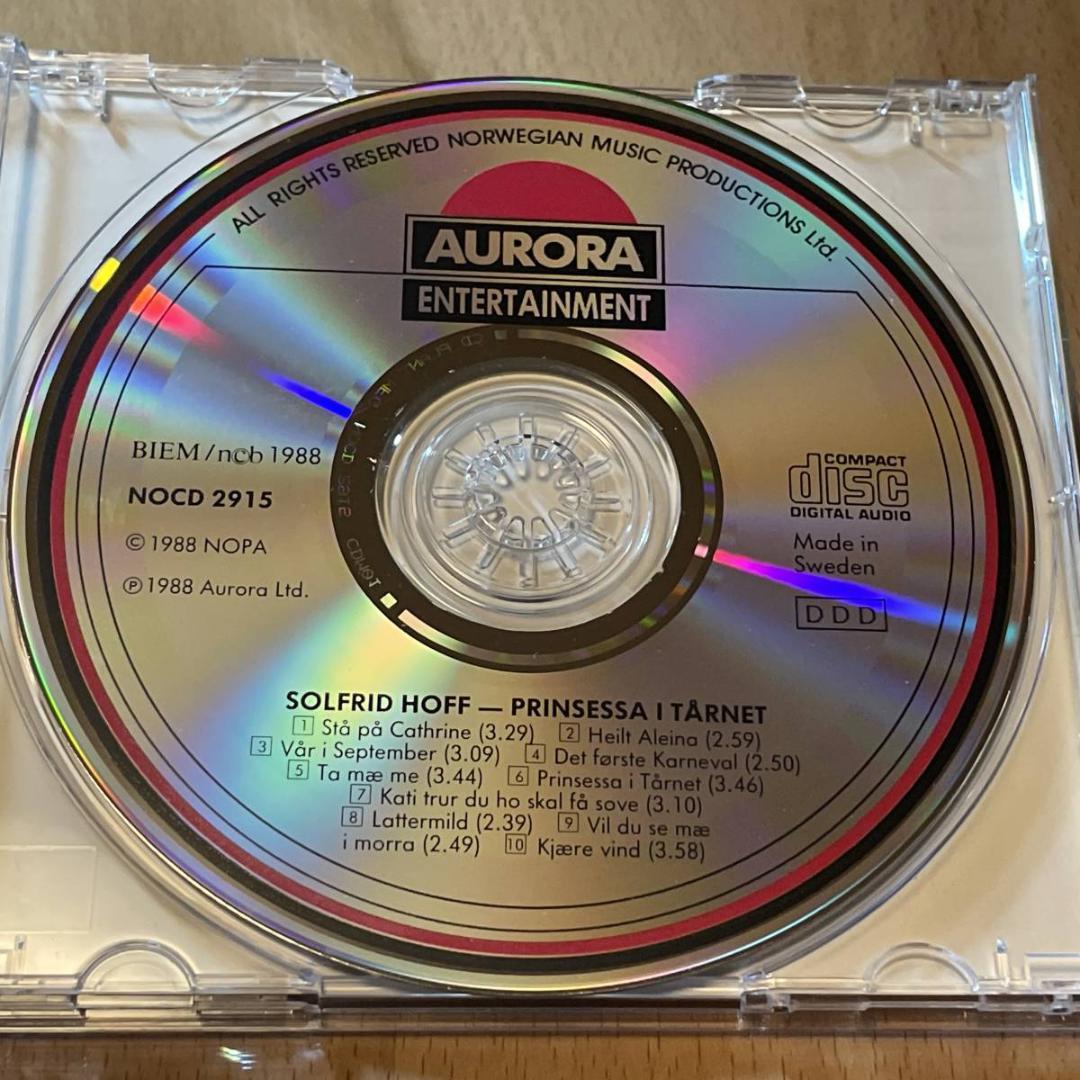 ALL RIGHTS RESERVED NORWEGIAN MUSIC PRODUCTIONS Ltd.
AURORA
ENTERTAINMENT
BIEM/ncb 1988
NOCD 2915
© 1988 NOPA
℗ 1988 Aurora Ltd.
COMPACT
disc
DIGITAL AUDIO
Made in
Sweden
DDD
SOLFRID HOFF — PRINSESSA I TÅRNET
1 Stå på Cathrine (3.29) 2 Heilt Aleina (2.59)
3 Vår i September (3.09) 4 Det første Karneval (2.50)
5 Ta mæ me (3.44) 6 Prinsessa i Tårnet (3.46)
7 Kati trur du ho skal få sove (3.10)
8 Lattermild (2.39) 9 Vil du se mæ
i morra (2.49) 10 Kjære vind (3.58)